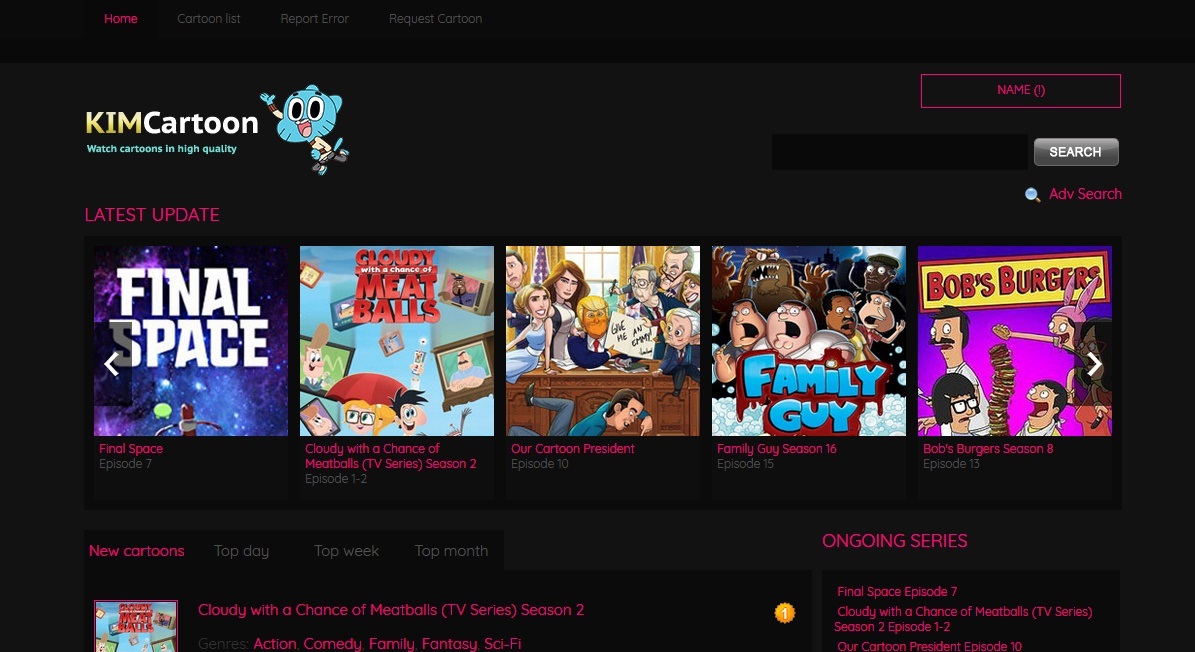 Home Cartoon list Report Error Request Cartoon
NAME (!)
KIMCartoon
Watch cartoons in high quality
SEARCH
Adv Search
LATEST UPDATE
FINAL
SPACE
CLOUDY
with a chance of
MEAT
BALLS
GIVE
ME AN
EMMY.
FAMILY
GUY
BOB'S BURGERS
Final Space
Episode 7
Cloudy with a Chance of
Meatballs (TV Series) Season 2
Episode 1-2
Our Cartoon President
Episode 10
Family Guy Season 16
Episode 15
Bob's Burgers Season 8
Episode 13
New cartoons Top day Top week Top month
CLOUDY
MEAT
BALLS
Cloudy with a Chance of Meatballs (TV Series) Season 2
1
Genres: Action, Comedy, Family, Fantasy, Sci-Fi
ONGOING SERIES
Final Space Episode 7
Cloudy with a Chance of Meatballs (TV Series)
Season 2 Episode 1-2
Our Cartoon President Episode 10